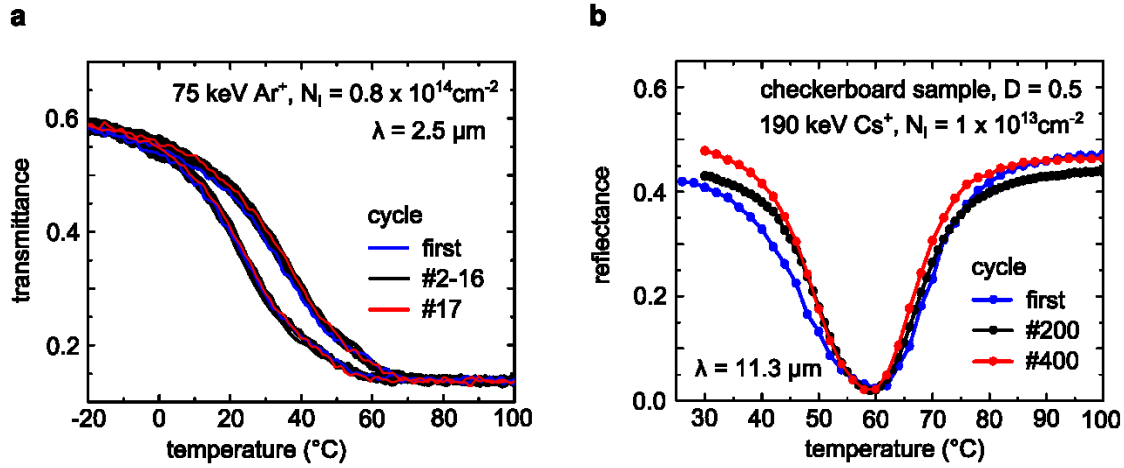 a
75 keV Ar⁺, N_I = 0.8 x 10¹⁴cm⁻²
λ = 2.5 µm
0.6
0.4
0.2
transmittance
cycle
first
#2-16
#17
-20 0 20 40 60 80 100
temperature (°C)
b
checkerboard sample, D = 0.5
190 keV Cs⁺, N_I = 1 x 10¹³cm⁻²
0.6
0.4
0.2
0.0
reflectance
cycle
first
#200
#400
λ = 11.3 µm
30 40 50 60 70 80 90 100
temperature (°C)